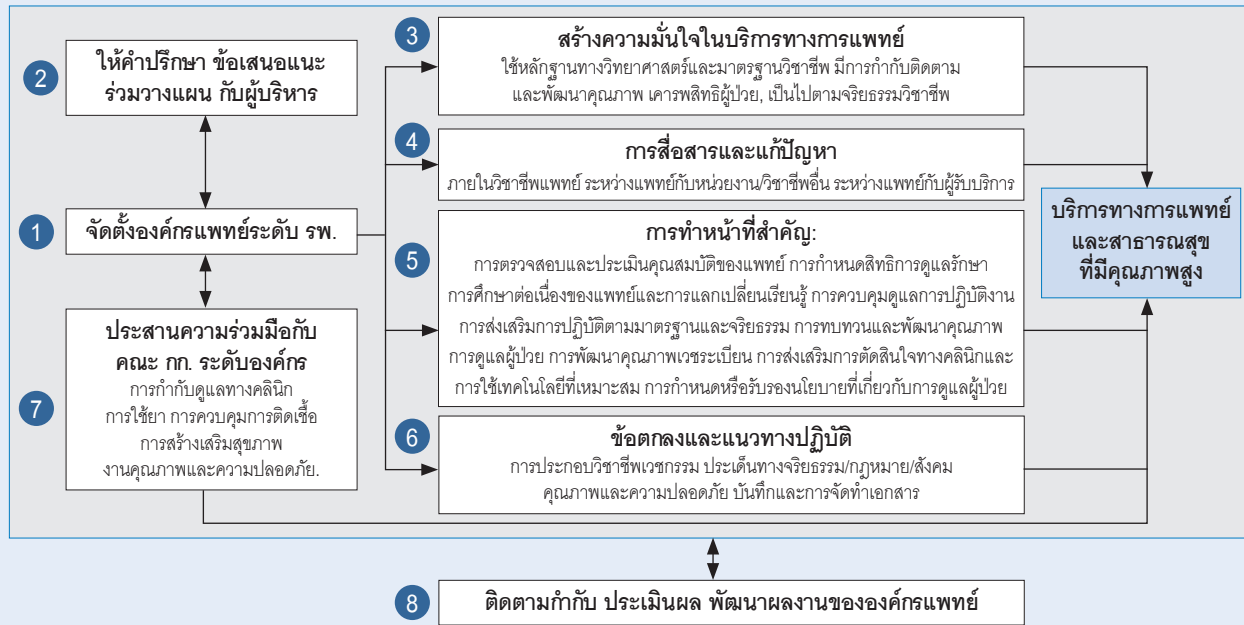 2
ให้คำปรึกษา ข้อเสนอแนะ
ร่วมวางแผน กับผู้บริหาร
1
จัดตั้งองค์กรแพทย์ระดับ รพ.
7
ประสานความร่วมมือกับ
คณะ กก. ระดับองค์กร
การกำกับดูแลทางคลินิก
การใช้ยา การควบคุมการติดเชื้อ
การสร้างเสริมสุขภาพ
งานคุณภาพและความปลอดภัย.
3
สร้างความมั่นใจในบริการทางการแพทย์
ใช้หลักฐานทางวิทยาศาสตร์และมาตรฐานวิชาชีพ มีการกำกับติดตาม
และพัฒนาคุณภาพ เคารพสิทธิผู้ป่วย, เป็นไปตามจริยธรรมวิชาชีพ
4
การสื่อสารและแก้ปัญหา
ภายในวิชาชีพแพทย์ ระหว่างแพทย์กับหน่วยงาน/วิชาชีพอื่น ระหว่างแพทย์กับผู้รับบริการ
5
การทำหน้าที่สำคัญ:
การตรวจสอบและประเมินคุณสมบัติของแพทย์ การกำหนดสิทธิการดูแลรักษา
การศึกษาต่อเนื่องของแพทย์และการแลกเปลี่ยนเรียนรู้ การควบคุมดูแลการปฏิบัติงาน
การส่งเสริมการปฏิบัติตามมาตรฐานและจริยธรรม การทบทวนและพัฒนาคุณภาพ
การดูแลผู้ป่วย การพัฒนาคุณภาพเวชระเบียน การส่งเสริมการตัดสินใจทางคลินิกและ
การใช้เทคโนโลยีที่เหมาะสม การกำหนดหรือรับรองนโยบายที่เกี่ยวกับการดูแลผู้ป่วย
6
ข้อตกลงและแนวทางปฏิบัติ
การประกอบวิชาชีพเวชกรรม ประเด็นทางจริยธรรม/กฎหมาย/สังคม
คุณภาพและความปลอดภัย บันทึกและการจัดทำเอกสาร
บริการทางการแพทย์
และสาธารณสุข
ที่มีคุณภาพสูง
8
ติดตามกำกับ ประเมินผล พัฒนาผลงานขององค์กรแพทย์